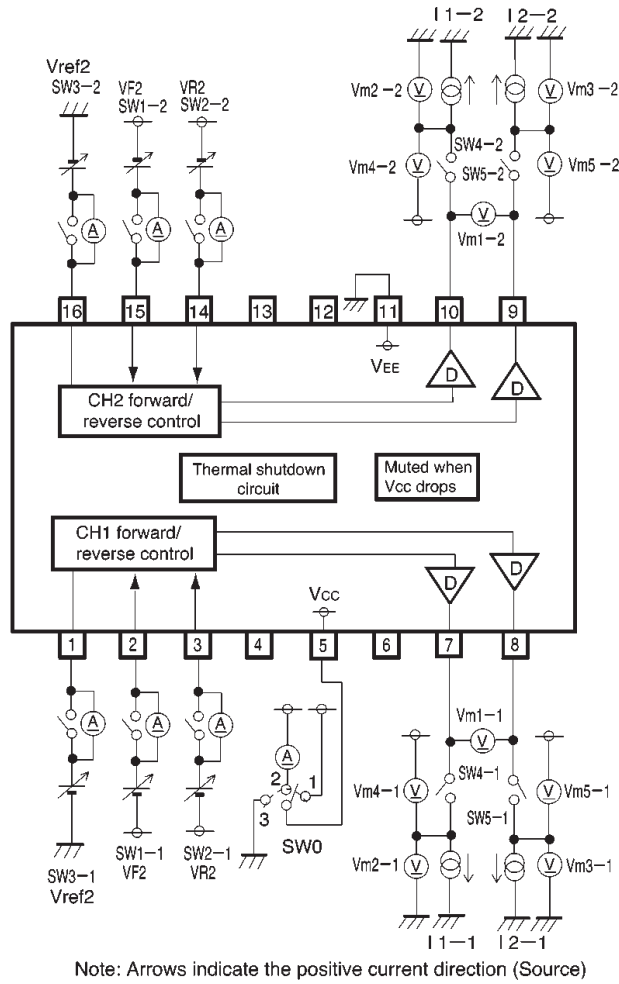 I1-2 I2-2
Vref2
SW3-2
VF2
SW1-2
VR2
SW2-2
Vm2-2 V V Vm3-2
SW4-2
Vm4-2 V SW5-2 V Vm5-2
A A A
V
Vm1-2
16 15 14 13 12 11 10 9
VEE
D D
CH2 forward/
reverse control
Thermal shutdown
circuit
Muted when
Vcc drops
CH1 forward/
reverse control
D D
VCC
1 2 3 4 5 6 7 8
A A A
Vm1-1
V
A
2 1
3
SW0
SW4-1
Vm4-1 V V Vm5-1
SW5-1
Vm2-1 V V Vm3-1
SW3-1
Vref2
SW1-1
VF2
SW2-1
VR2
I1-1 I2-1
Note: Arrows indicate the positive current direction (Source)